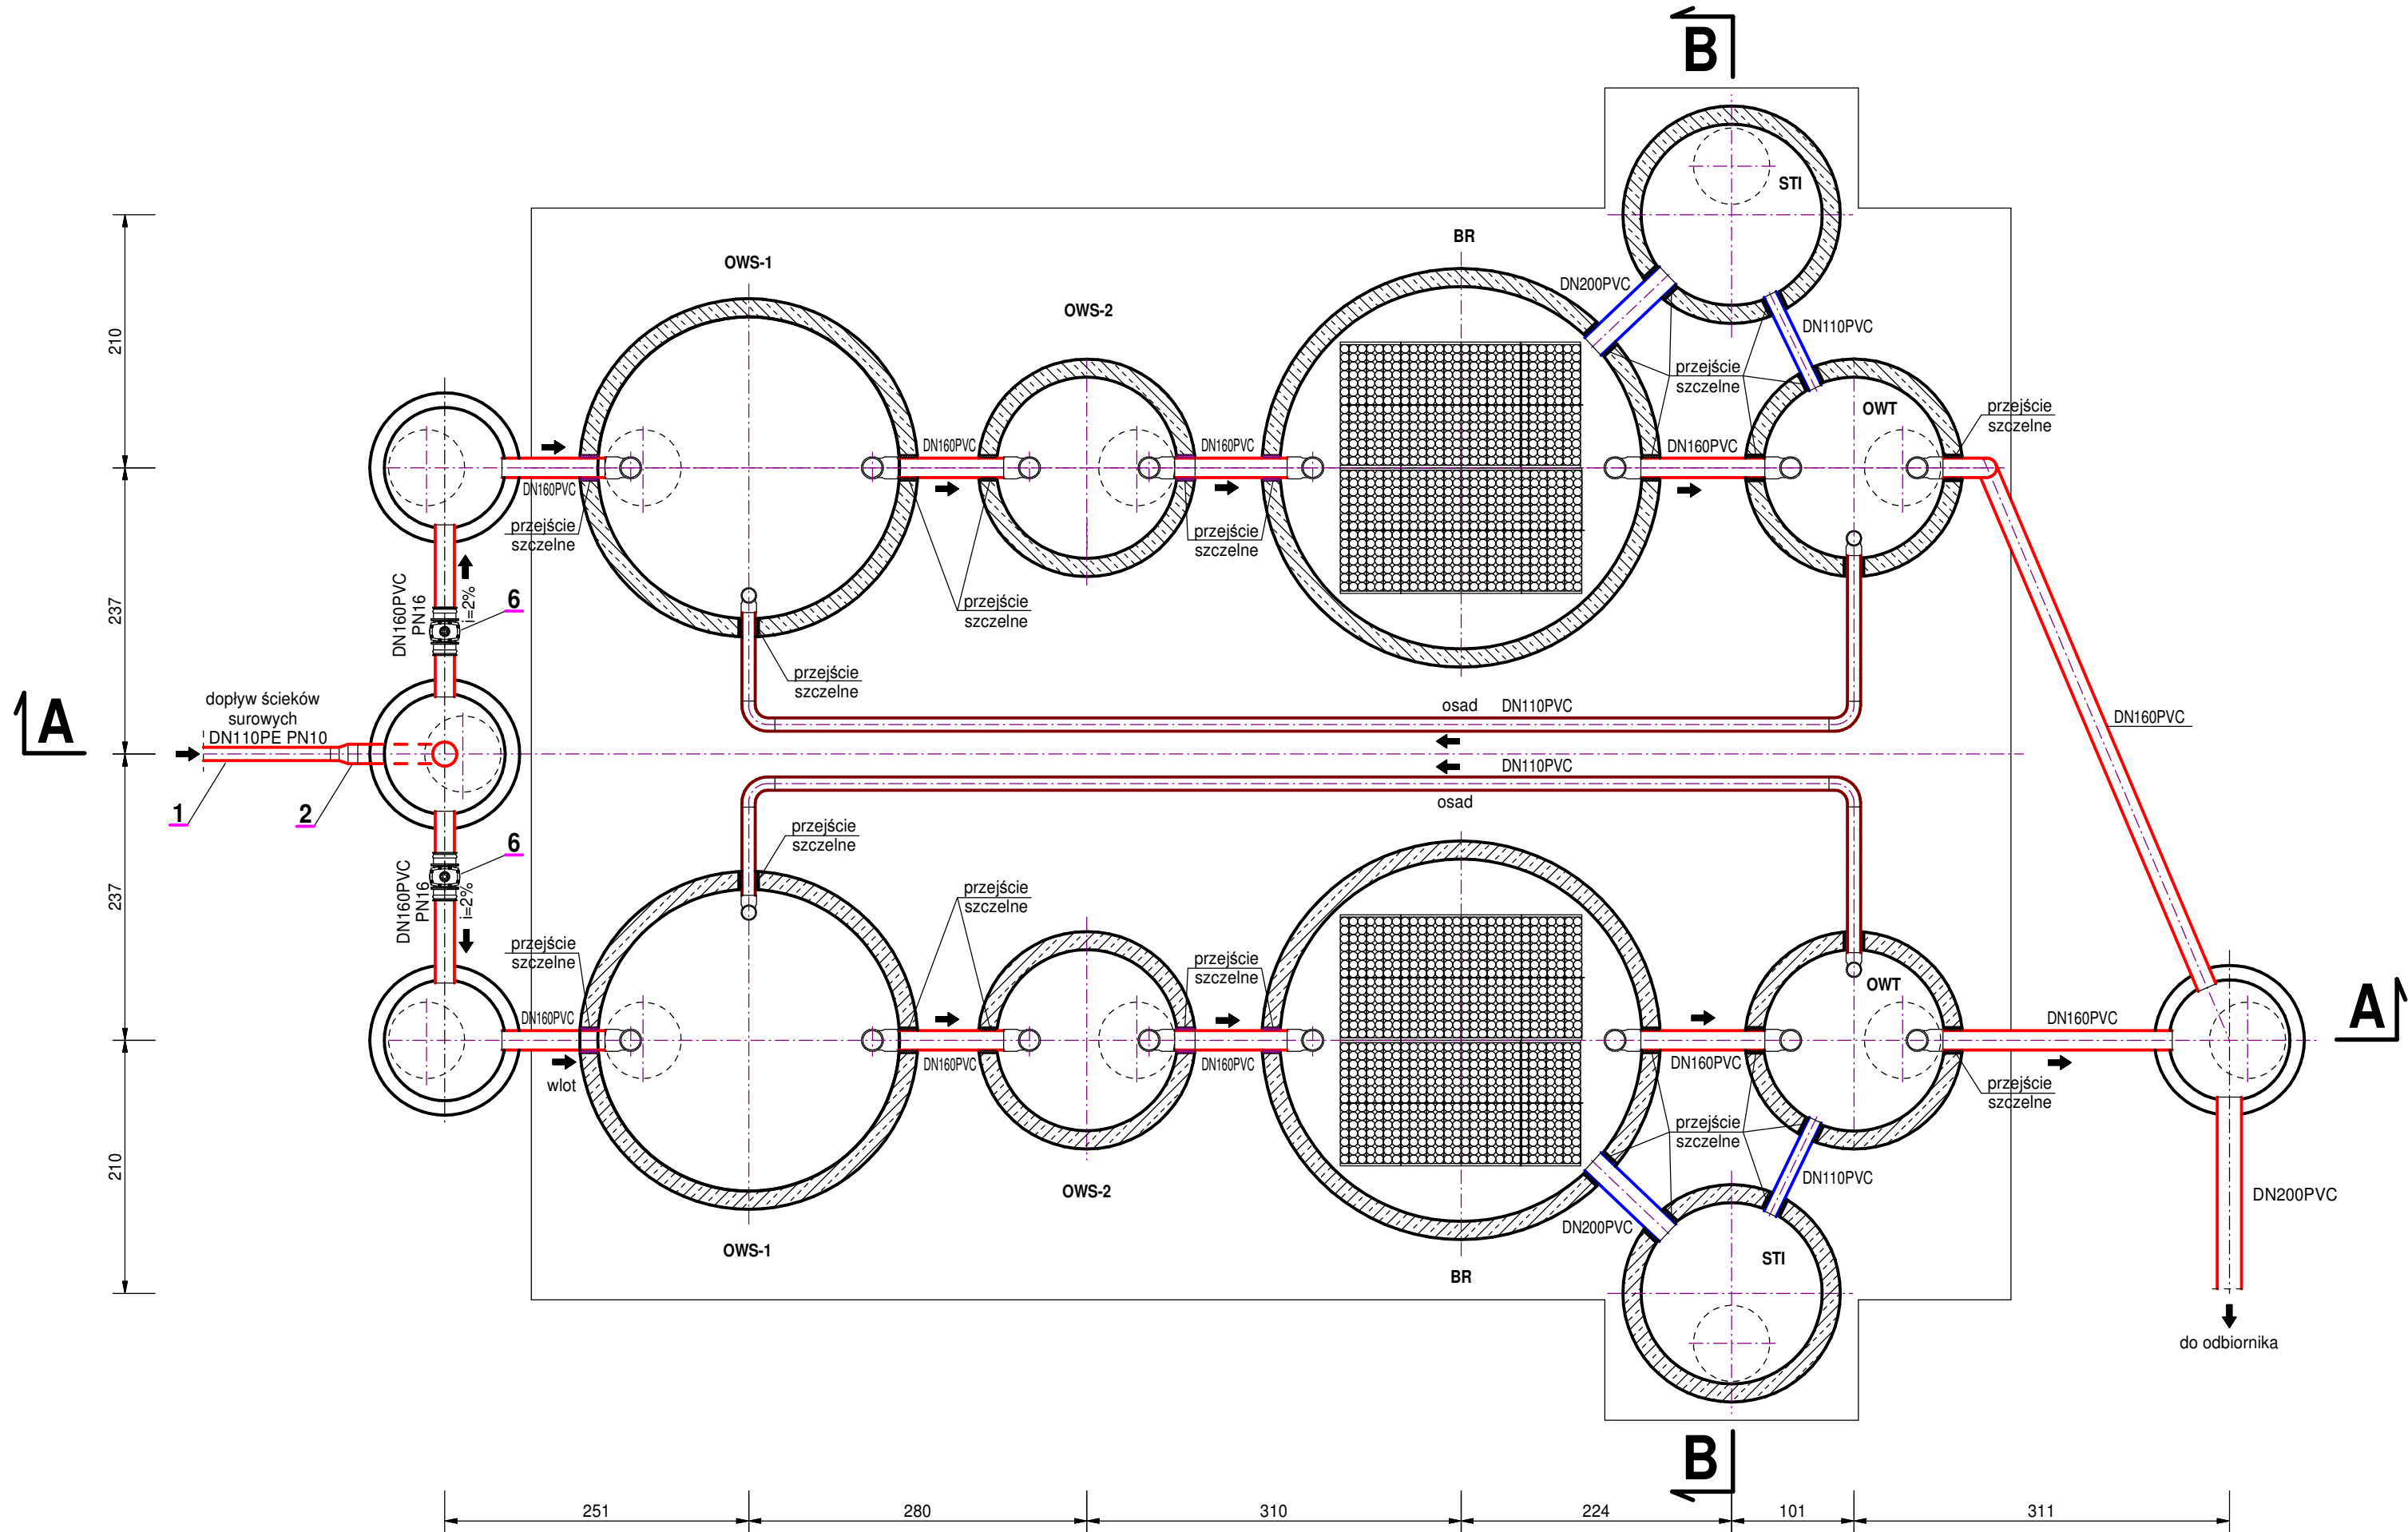 B
STI
BR
OWS-1
DN200PVC
OWS-2
DN110PVC
210
przejście
szczelne
OWT
przejście
szczelne
DN160PVC
DN160PVC
DN160PVC
DN160PVC
przejście
szczelne
przejście
szczelne
DN160PVC
PN16
i=2%
6
237
przejście
szczelne
przejście
szczelne
A
dopływ ścieków
surowych
DN110PE PN10
osad DN110PVC
DN160PVC
DN110PVC
osad
1
2
przejście
szczelne
6
DN160PVC
PN16
i=2%
237
przejście
szczelne
przejście
szczelne
przejście
szczelne
OWT
A
DN160PVC
DN160PVC
wlot
DN160PVC
DN160PVC
DN160PVC
przejście
szczelne
przejście
szczelne
210
OWS-2
DN110PVC
DN200PVC
DN200PVC
OWS-1
STI
BR
do odbiornika
B
251
280
310
224
101
311